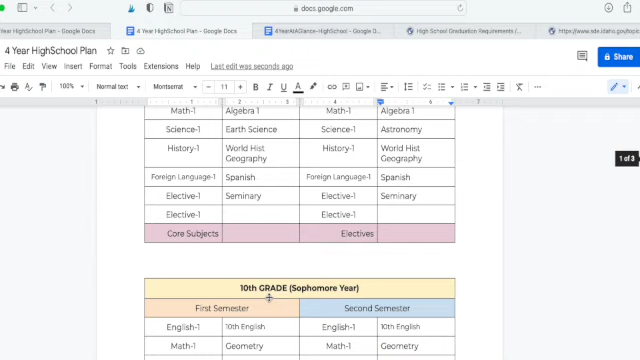 docs.google.com
4 Year HighSchool Plan – Google Docs
4 Year HighSchool Plan – Google Docs
4YearAtAGlance–HighSchool – Google D...
High School Graduation Requirements /...
https://www.sde.idaho.gov/topic
4 Year HighSchool Plan
File Edit View Insert Format Tools Extensions Help Last edit was seconds ago
Share
100% Normal text Montserrat 11
1 2 3 4 6 7
Math-1 Algebra 1 Math-1 Algebra 1
Science-1 Earth Science Science-1 Astronomy
History-1 World Hist Geography History-1 World Hist Geography
Foreign Language-1 Spanish Foreign Language-1 Spanish
Elective-1 Seminary Elective-1 Seminary
Elective-1 Elective-1
Core Subjects Electives
1 of 3
10th GRADE (Sophomore Year)
First Semester Second Semester
English-1 10th English English-1 10th English
Math-1 Geometry Math-1 Geometry